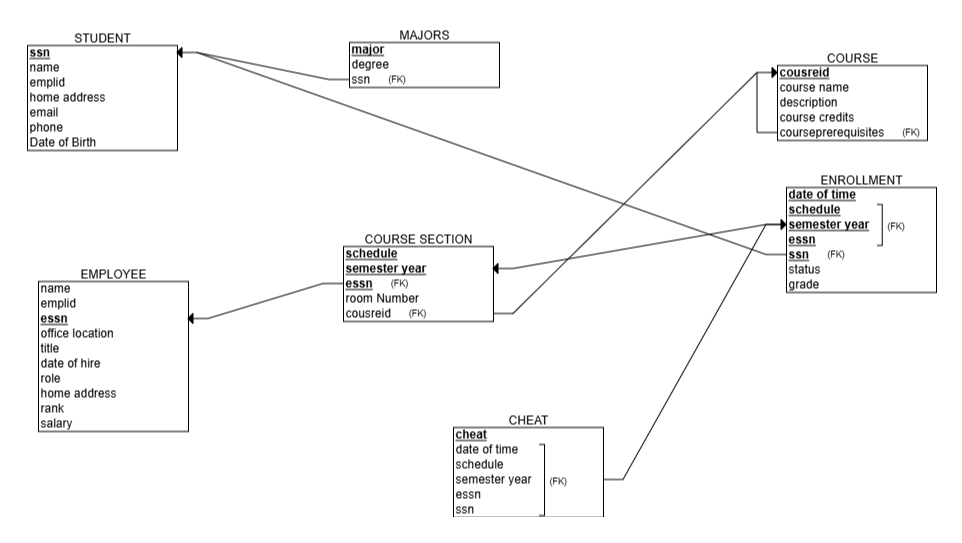 STUDENT
ssn
name
emplid
home address
email
phone
Date of Birth
MAJORS
major
degree
ssn (FK)
COURSE
cousreid
course name
description
course credits
courseprerequisites (FK)
ENROLLMENT
date of time
schedule
semester year
essn
(FK)
ssn (FK)
status
grade
COURSE SECTION
schedule
semester year
essn (FK)
room Number
cousreid (FK)
EMPLOYEE
name
emplid
essn
office location
title
date of hire
role
home address
rank
salary
CHEAT
cheat
date of time
schedule
semester year
essn
ssn
(FK)